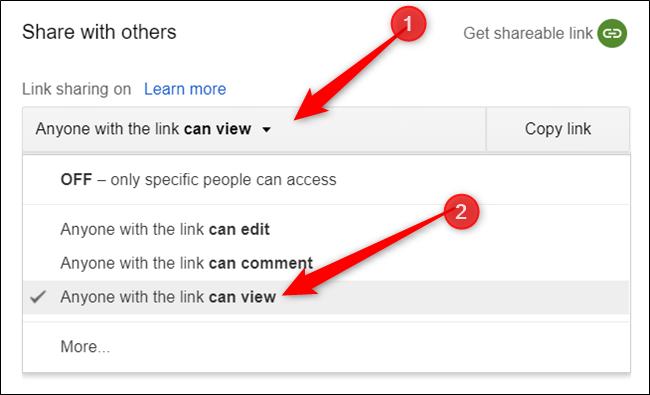 1
Share with others Get shareable link
Link sharing on Learn more
Anyone with the link can view Copy link
OFF – only specific people can access
2
Anyone with the link can edit
Anyone with the link can comment
Anyone with the link can view
More...